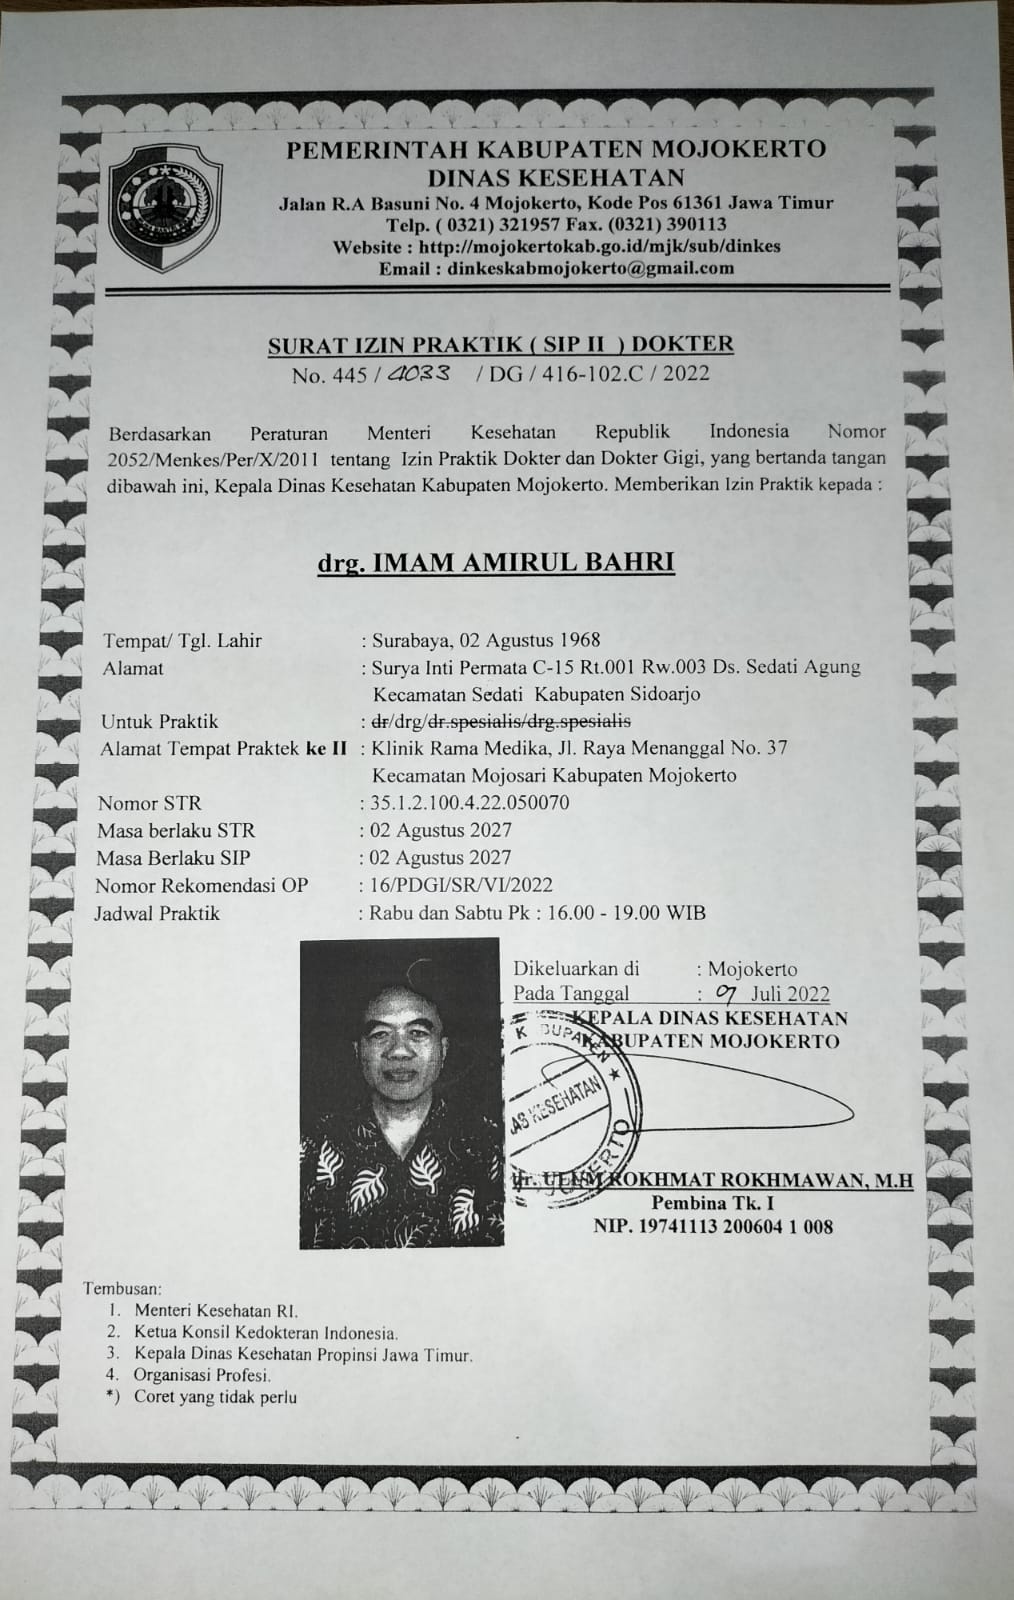 PEMERINTAH KABUPATEN MOJOKERTO
DINAS KESEHATAN
Jalan R.A Basuni No. 4 Mojokerto, Kode Pos 61361 Jawa Timur
Telp. ( 0321) 321957 Fax. (0321) 390113
Website : http://mojokertokab.go.id/mjk/sub/dinkes
Email : dinkeskabmojokerto@gmail.com
SURAT IZIN PRAKTIK ( SIP II ) DOKTER
No. 445 / 4033 / DG / 416-102.C / 2022
Berdasarkan Peraturan Menteri Kesehatan Republik Indonesia Nomor
2052/Menkes/Per/X/2011 tentang Izin Praktik Dokter dan Dokter Gigi, yang bertanda tangan
dibawah ini, Kepala Dinas Kesehatan Kabupaten Mojokerto. Memberikan Izin Praktik kepada :
drg. IMAM AMIRUL BAHRI
Tempat/ Tgl. Lahir : Surabaya, 02 Agustus 1968
Alamat : Surya Inti Permata C-15 Rt.001 Rw.003 Ds. Sedati Agung
Kecamatan Sedati Kabupaten Sidoarjo
Untuk Praktik : dr/drg/dr.spesialis/drg.spesialis
Alamat Tempat Praktek ke II : Klinik Rama Medika, Jl. Raya Menanggal No. 37
Kecamatan Mojosari Kabupaten Mojokerto
Nomor STR : 35.1.2.100.4.22.050070
Masa berlaku STR : 02 Agustus 2027
Masa Berlaku SIP : 02 Agustus 2027
Nomor Rekomendasi OP : 16/PDGI/SR/VI/2022
Jadwal Praktik : Rabu dan Sabtu Pk : 16.00 - 19.00 WIB
Dikeluarkan di : Mojokerto
Pada Tanggal : 07 Juli 2022
KEPALA DINAS KESEHATAN
KABUPATEN MOJOKERTO
KABUPATEN
KESEHATAN
dr. ROKHMAT ROKHMAWAN, M.H
Pembina Tk. I
NIP. 19741113 200604 1 008
Tembusan:
1. Menteri Kesehatan RI.
2. Ketua Konsil Kedokteran Indonesia.
3. Kepala Dinas Kesehatan Propinsi Jawa Timur.
4. Organisasi Profesi.
*) Coret yang tidak perlu